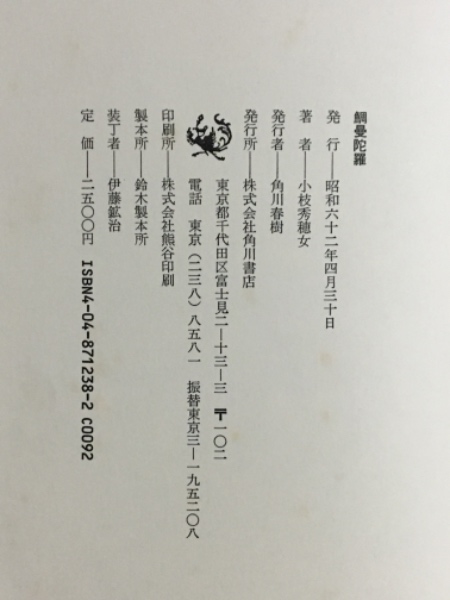 鯛曼陀羅
発　行――昭和六十二年四月三十日
著　者――小枝秀穂女
発行者――角川春樹
発行所――株式会社角川書店
東京都千代田区富士見二―十三―三　〒一〇二
電話　東京(二三八)八五八一　振替東京三―一九五二〇八
印刷所――株式会社熊谷印刷
製本所――鈴木製本所
装丁者――伊藤鉱治
定　価――二五〇〇円　ISBN4-04-871238-2 C0092